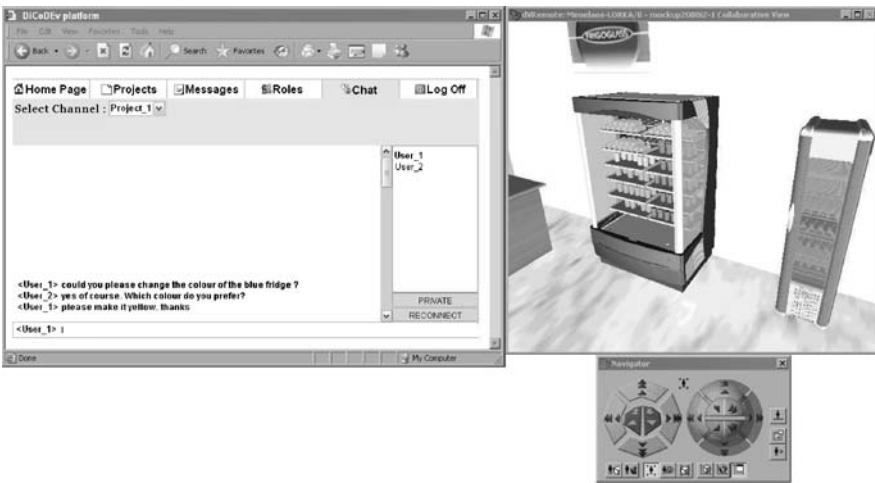 DiCoDEv platform
File Edit View Favorites Tools Help
Back Search Favorites
Home Page Projects Messages Roles Chat Log Off
Select Channel : Project_1
User_1
User_2
<User_1> could you please change the colour of the blue fridge ?
<User_2> yes of course. Which colour do you prefer?
<User_1> please make it yellow, thanks
PRIVATE
RECONNECT
<User_1> :
Done My Computer
Collaborative View
FRIGOGLASS
Navigator